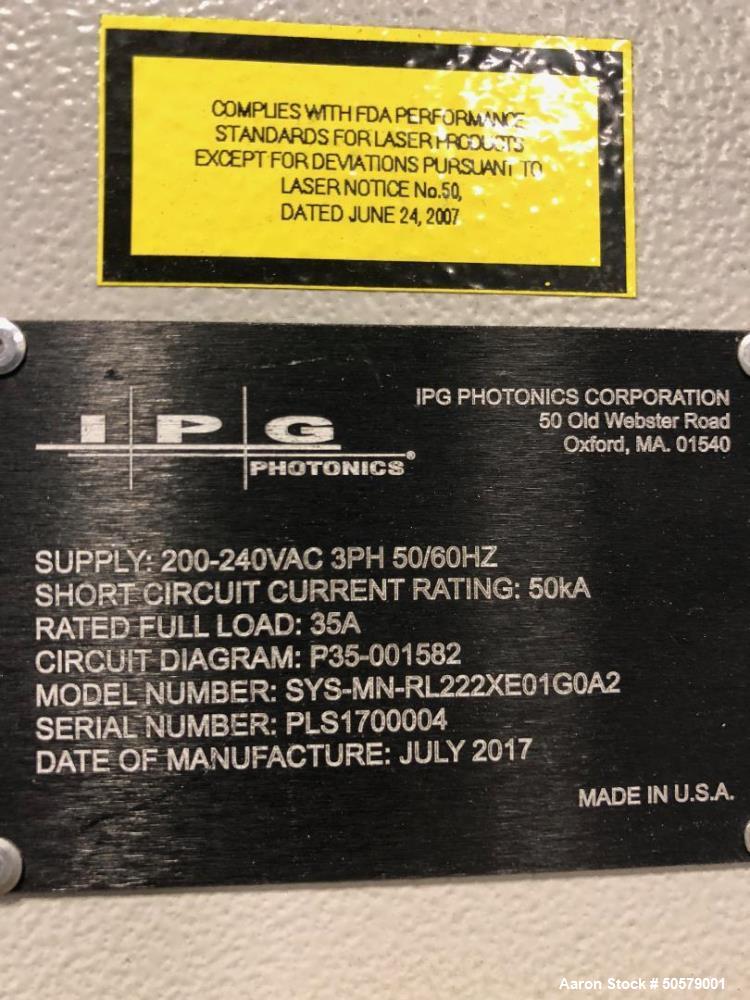 COMPLIES WITH FDA PERFORMANCE
STANDARDS FOR LASER PRODUCTS
EXCEPT FOR DEVIATIONS PURSUANT TO
LASER NOTICE No.50,
DATED JUNE 24, 2007
IPG
PHOTONICS®
IPG PHOTONICS CORPORATION
50 Old Webster Road
Oxford, MA. 01540
SUPPLY: 200-240VAC 3PH 50/60HZ
SHORT CIRCUIT CURRENT RATING: 50kA
RATED FULL LOAD: 35A
CIRCUIT DIAGRAM: P35-001582
MODEL NUMBER: SYS-MN-RL222XE01G0A2
SERIAL NUMBER: PLS1700004
DATE OF MANUFACTURE: JULY 2017
MADE IN U.S.A.
Aaron Stock # 50579001